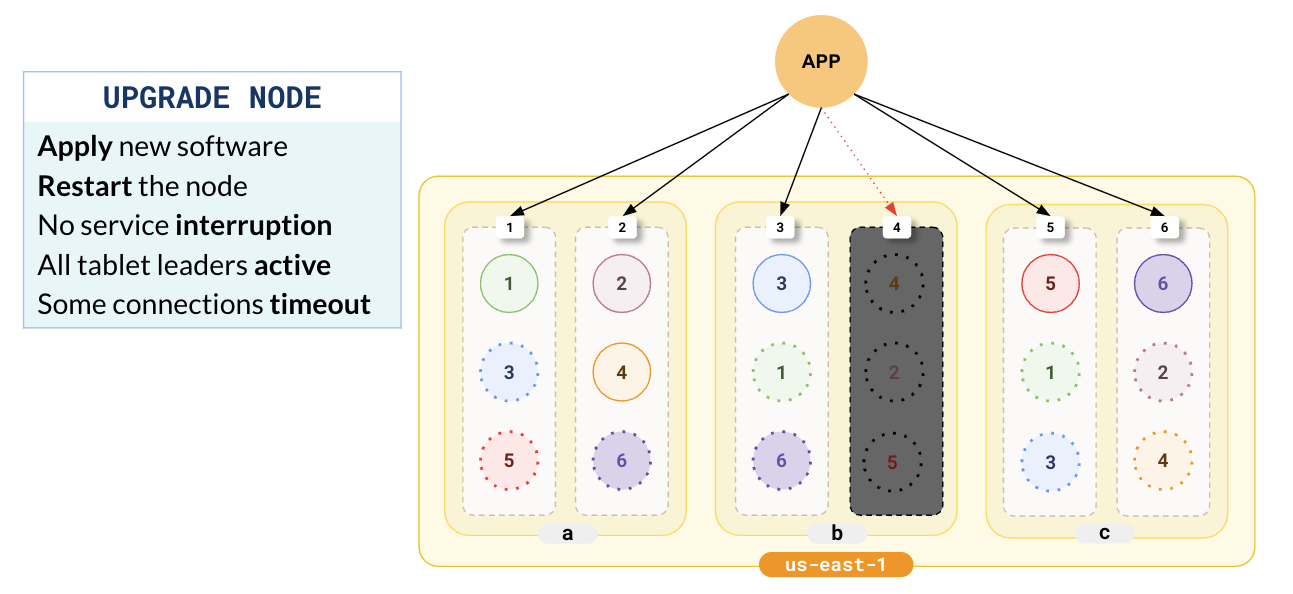 APP
UPGRADE NODE
Apply new software
Restart the node
No service interruption
All tablet leaders active
Some connections timeout
1
2
3
4
5
6
1
2
3
4
5
6
3
4
1
2
1
2
5
6
6
5
3
4
a
b
c
us-east-1